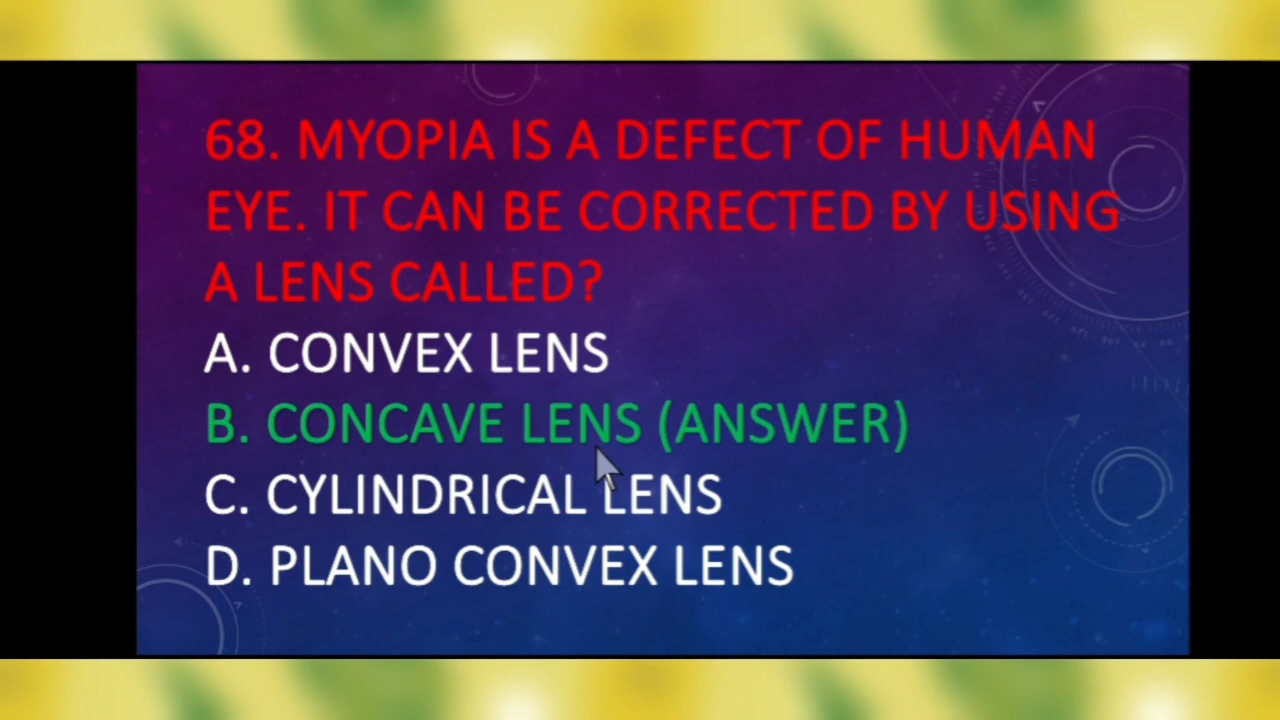 68. MYOPIA IS A DEFECT OF HUMAN
EYE. IT CAN BE CORRECTED BY USING
A LENS CALLED?
A. CONVEX LENS
B. CONCAVE LENS (ANSWER)
C. CYLINDRICAL LENS
D. PLANO CONVEX LENS